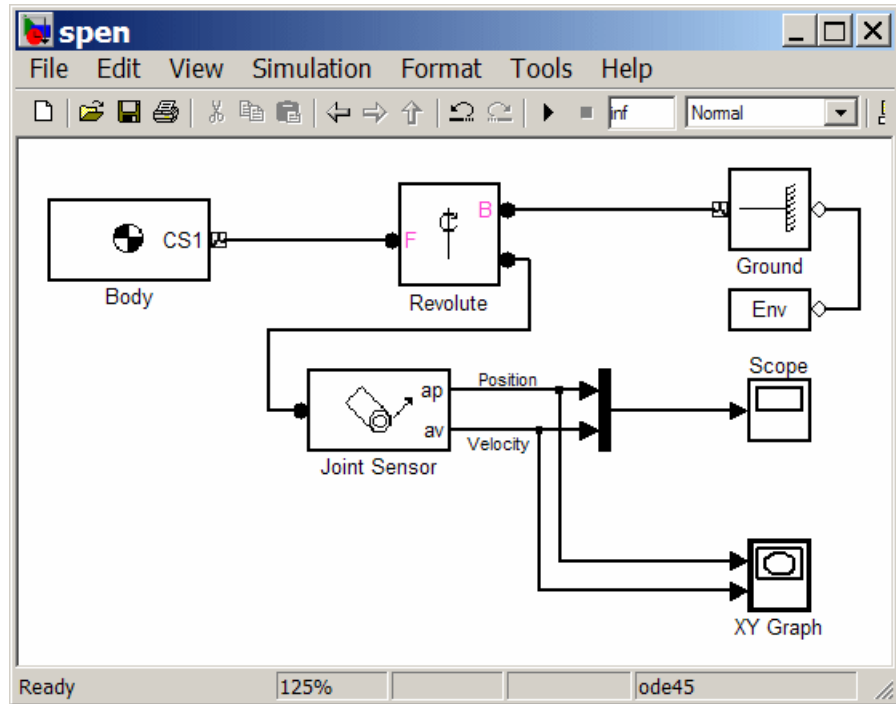 spen
File Edit View Simulation Format Tools Help
inf Normal
CS1
Body
F B
Revolute
Ground
Env
ap
av
Joint Sensor
Position
Velocity
Scope
XY Graph
Ready 125% ode45